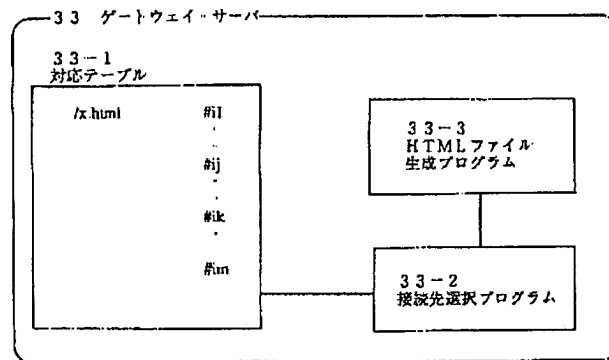 33 ゲートウェイ・サーバ
33-1
対応テーブル
/x.html #i1
#ij
#ik
#im
33-3
HTMLファイル
生成プログラム
33-2
接続先選択プログラム